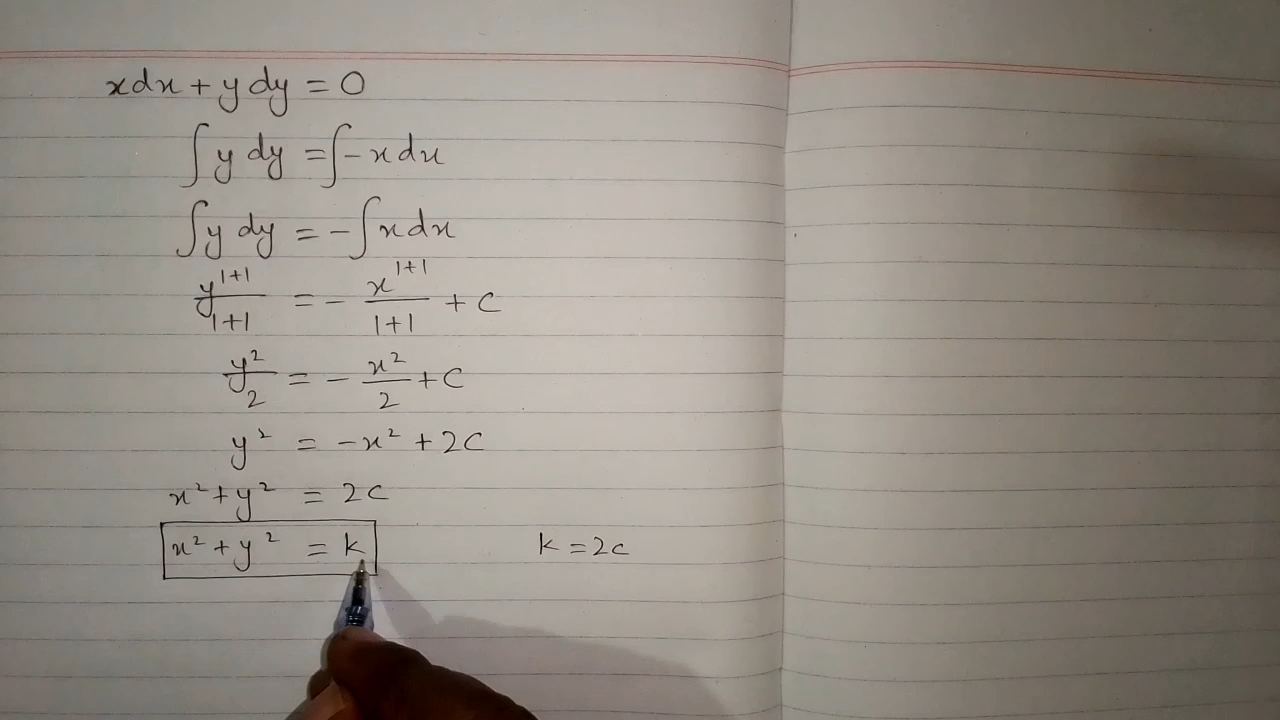 xdx + y dy = 0
∫ y dy = ∫ -x dx
∫ y dy = - ∫ x dx
y^(1+1)/(1+1) = - x^(1+1)/(1+1) + C
y²/2 = - x²/2 + C
y² = -x² + 2C
x² + y² = 2C
x² + y² = k
k = 2c